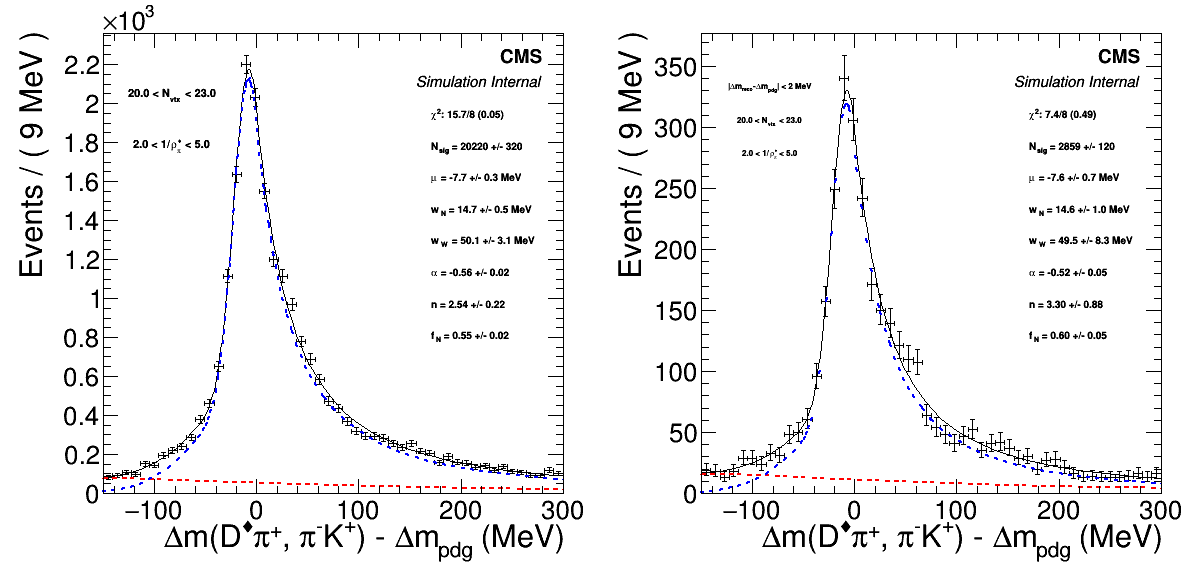 ×10³
CMS
Simulation Internal
20.0 < N_vtx < 23.0
2.0 < 1/ρ_π^♦ < 5.0
χ²: 15.7/8 (0.05)
N_sig = 20220 +/- 320
μ = -7.7 +/- 0.3 MeV
w_N = 14.7 +/- 0.5 MeV
w_W = 50.1 +/- 3.1 MeV
α = -0.56 +/- 0.02
n = 2.54 +/- 0.22
f_N = 0.55 +/- 0.02
Events / ( 9 MeV )
2.2
2
1.8
1.6
1.4
1.2
1
0.8
0.6
0.4
0.2
0
−100 0 100 200 300
Δm(D♦π⁺, π⁻K⁺) - Δm_pdg (MeV)
CMS
Simulation Internal
|Δm_reco-Δm_pdg| < 2 MeV
20.0 < N_vtx < 23.0
2.0 < 1/ρ_π^♦ < 5.0
χ²: 7.4/8 (0.49)
N_sig = 2859 +/- 120
μ = -7.6 +/- 0.7 MeV
w_N = 14.6 +/- 1.0 MeV
w_W = 49.5 +/- 8.3 MeV
α = -0.52 +/- 0.05
n = 3.30 +/- 0.88
f_N = 0.60 +/- 0.05
Events / ( 9 MeV )
350
300
250
200
150
100
50
0
−100 0 100 200 300
Δm(D♦π⁺, π⁻K⁺) - Δm_pdg (MeV)